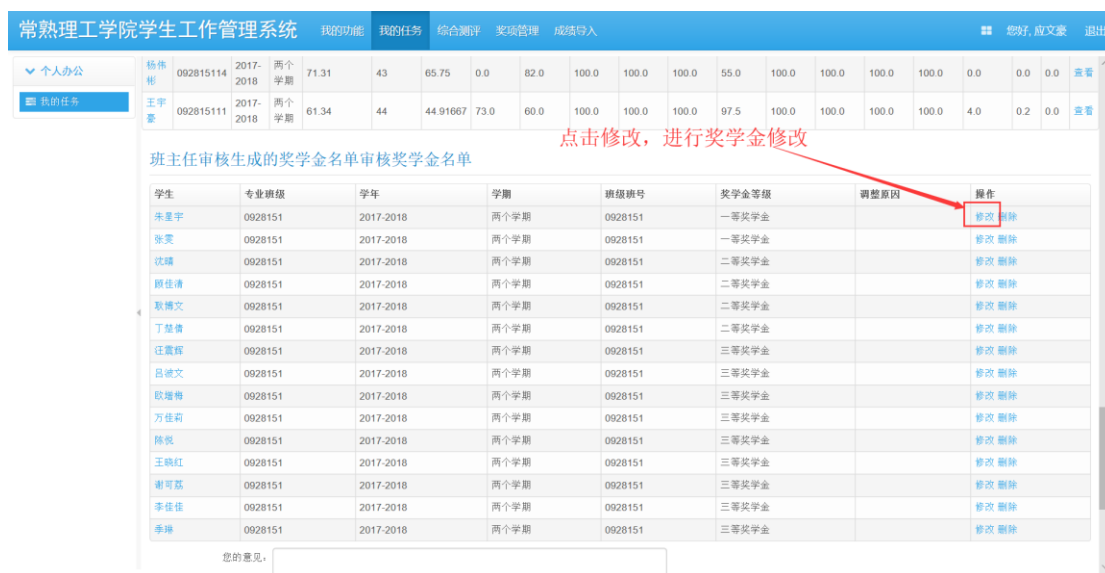 常熟理工学院学生工作管理系统 我的功能 我的任务 综合测评 奖项管理 成绩导入 您好, 应文豪 退出
个人办公
我的任务
杨伟彬 092815114 2017-2018 两个学期 71.31 43 65.75 0.0 82.0 100.0 100.0 100.0 55.0 100.0 100.0 100.0 100.0 0.0 0.0 0.0 查看
王宇豪 092815111 2017-2018 两个学期 61.34 44 44.91667 73.0 60.0 100.0 100.0 100.0 97.5 100.0 100.0 100.0 100.0 4.0 0.2 0.0 查看
点击修改，进行奖学金修改
班主任审核生成的奖学金名单审核奖学金名单
学生 专业班级 学年 学期 班级班号 奖学金等级 调整原因 操作
朱星宇 0928151 2017-2018 两个学期 0928151 一等奖学金 修改 删除
张雯 0928151 2017-2018 两个学期 0928151 一等奖学金 修改 删除
沈晴 0928151 2017-2018 两个学期 0928151 二等奖学金 修改 删除
顾佳清 0928151 2017-2018 两个学期 0928151 二等奖学金 修改 删除
耿博文 0928151 2017-2018 两个学期 0928151 二等奖学金 修改 删除
丁楚倩 0928151 2017-2018 两个学期 0928151 二等奖学金 修改 删除
汪震辉 0928151 2017-2018 两个学期 0928151 三等奖学金 修改 删除
吕波文 0928151 2017-2018 两个学期 0928151 三等奖学金 修改 删除
欧增梅 0928151 2017-2018 两个学期 0928151 三等奖学金 修改 删除
万佳莉 0928151 2017-2018 两个学期 0928151 三等奖学金 修改 删除
陈悦 0928151 2017-2018 两个学期 0928151 三等奖学金 修改 删除
王晓红 0928151 2017-2018 两个学期 0928151 三等奖学金 修改 删除
谢可荔 0928151 2017-2018 两个学期 0928151 三等奖学金 修改 删除
李佳佳 0928151 2017-2018 两个学期 0928151 三等奖学金 修改 删除
季琳 0928151 2017-2018 两个学期 0928151 三等奖学金 修改 删除
您的意见：